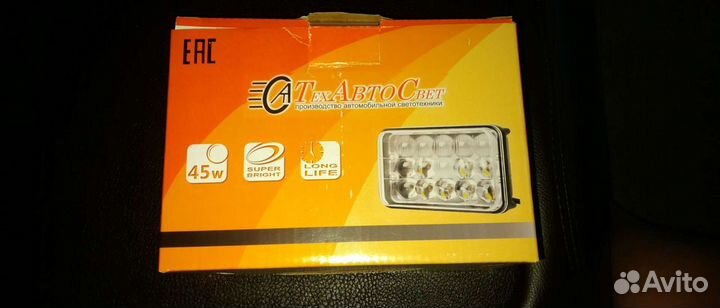 EAC
ТехАвтоСвет
производство автомобильной светотехники
45W
SUPER BRIGHT
LONG LIFE
Avito